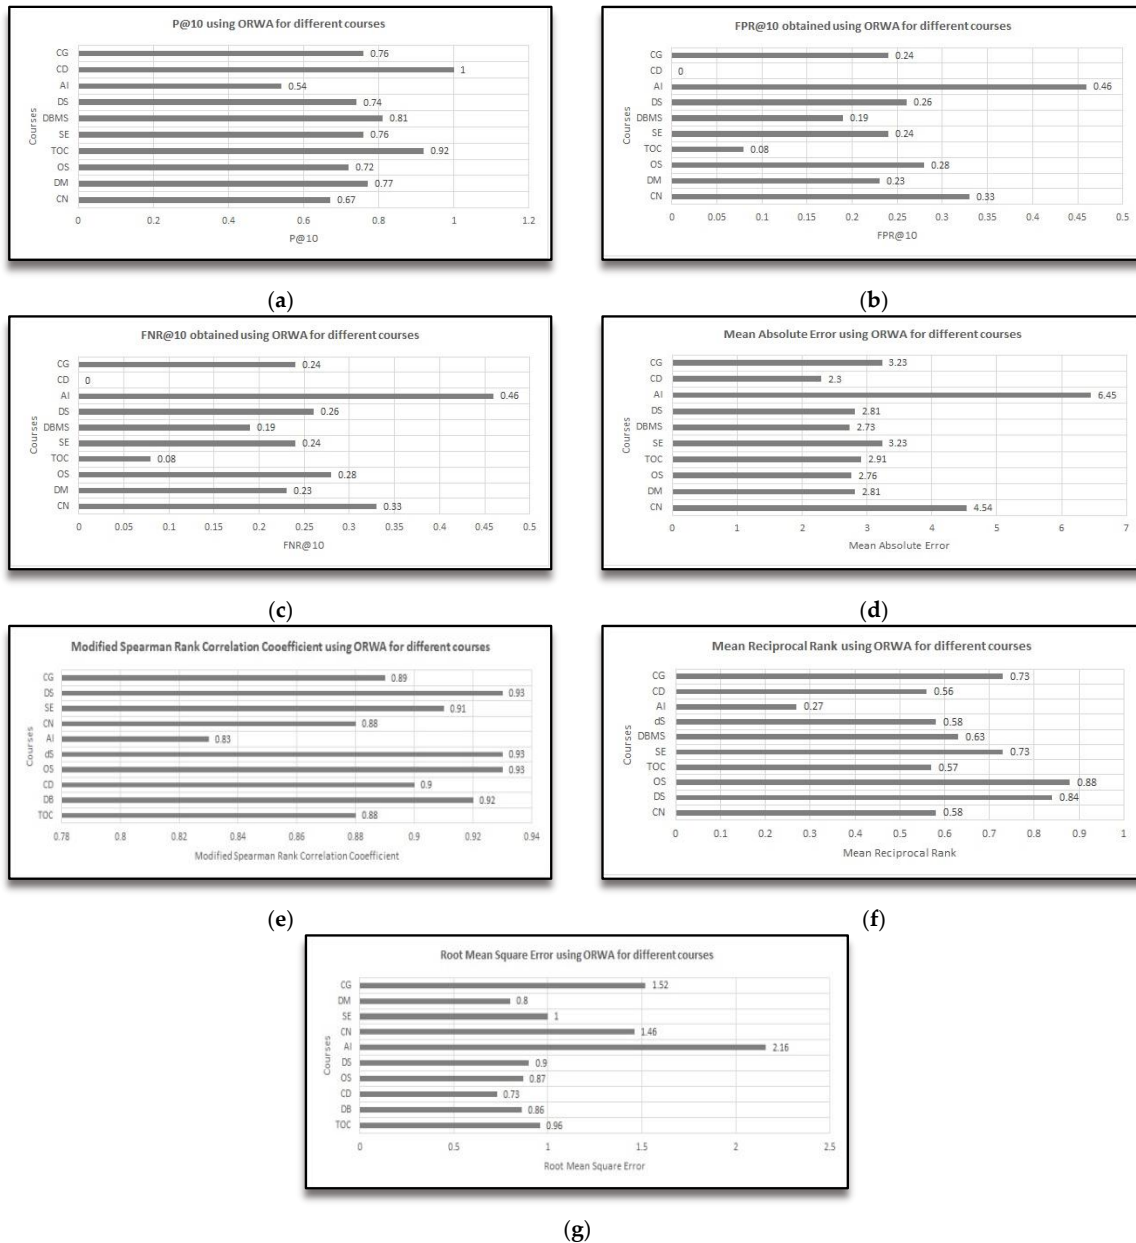 P@10 using ORWA for different courses
Courses
CG 0.76
CD 1
AI 0.54
DS 0.74
DBMS 0.81
SE 0.76
TOC 0.92
OS 0.72
DM 0.77
CN 0.67
0 0.2 0.4 0.6 0.8 1 1.2
P@10
(a)
FPR@10 obtained using ORWA for different courses
Courses
CG 0.24
CD 0
AI 0.46
DS 0.26
DBMS 0.19
SE 0.24
TOC 0.08
OS 0.28
DM 0.23
CN 0.33
0 0.05 0.1 0.15 0.2 0.25 0.3 0.35 0.4 0.45 0.5
FPR@10
(b)
FNR@10 obtained using ORWA for different courses
Courses
CG 0.24
CD 0
AI 0.46
DS 0.26
DBMS 0.19
SE 0.24
TOC 0.08
OS 0.28
DM 0.23
CN 0.33
0 0.05 0.1 0.15 0.2 0.25 0.3 0.35 0.4 0.45 0.5
FNR@10
(c)
Mean Absolute Error using ORWA for different courses
Courses
CG 3.23
CD 2.3
AI 6.45
DS 2.81
DBMS 2.73
SE 3.23
TOC 2.91
OS 2.76
DM 2.81
CN 4.54
0 1 2 3 4 5 6 7
Mean Absolute Error
(d)
Modified Spearman Rank Correlation Cooefficient using ORWA for different courses
Courses
CG 0.89
DS 0.93
SE 0.91
CN 0.88
AI 0.83
dS 0.93
OS 0.93
CD 0.9
DB 0.92
TOC 0.88
0.78 0.8 0.82 0.84 0.86 0.88 0.9 0.92 0.94
Modified Spearman Rank Correlation Cooefficient
(e)
Mean Reciprocal Rank using ORWA for different courses
Courses
CG 0.73
CD 0.56
AI 0.27
dS 0.58
DBMS 0.63
SE 0.73
TOC 0.57
OS 0.88
DS 0.84
CN 0.58
0 0.1 0.2 0.3 0.4 0.5 0.6 0.7 0.8 0.9 1
Mean Reciprocal Rank
(f)
Root Mean Square Error using ORWA for different courses
Courses
CG 1.52
DM 0.8
SE 1
CN 1.46
AI 2.16
DS 0.9
OS 0.87
CD 0.73
DB 0.86
TOC 0.96
0 0.5 1 1.5 2 2.5
Root Mean Square Error
(g)